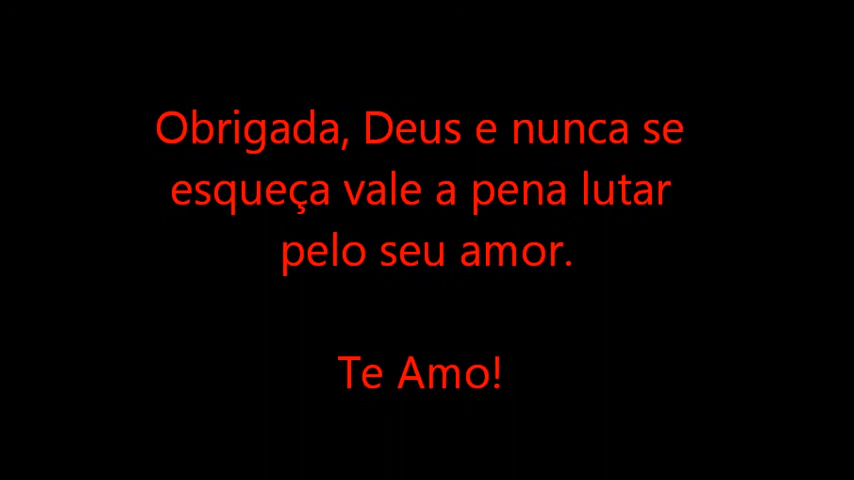 Obrigada, Deus e nunca se
esqueça vale a pena lutar
pelo seu amor.
Te Amo!